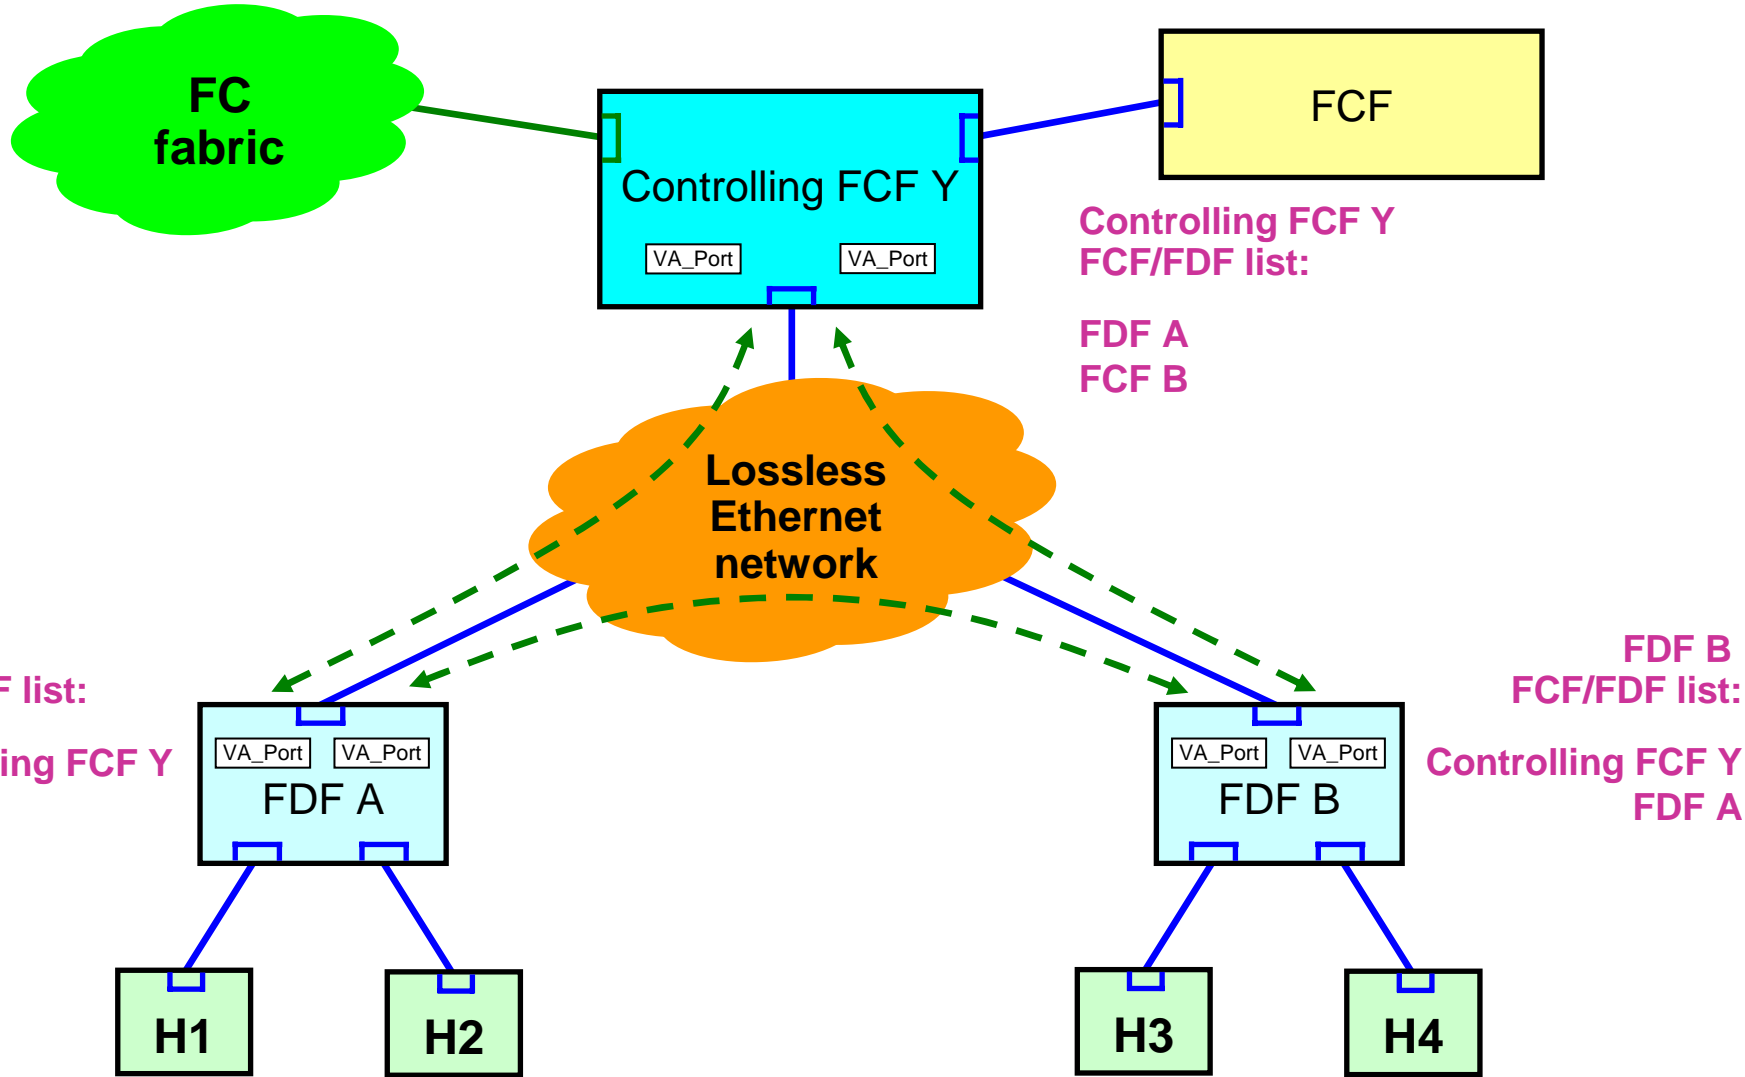 FC
fabric
FCF
Controlling FCF Y
VA_Port
VA_Port
Controlling FCF Y
FCF/FDF list:
FDF A
FCF B
Lossless
Ethernet
network
list:
FCF Y
VA_Port
VA_Port
FDF A
FDF B
FCF/FDF list:
Controlling FCF Y
FDF A
VA_Port
VA_Port
FDF B
H1
H2
H3
H4